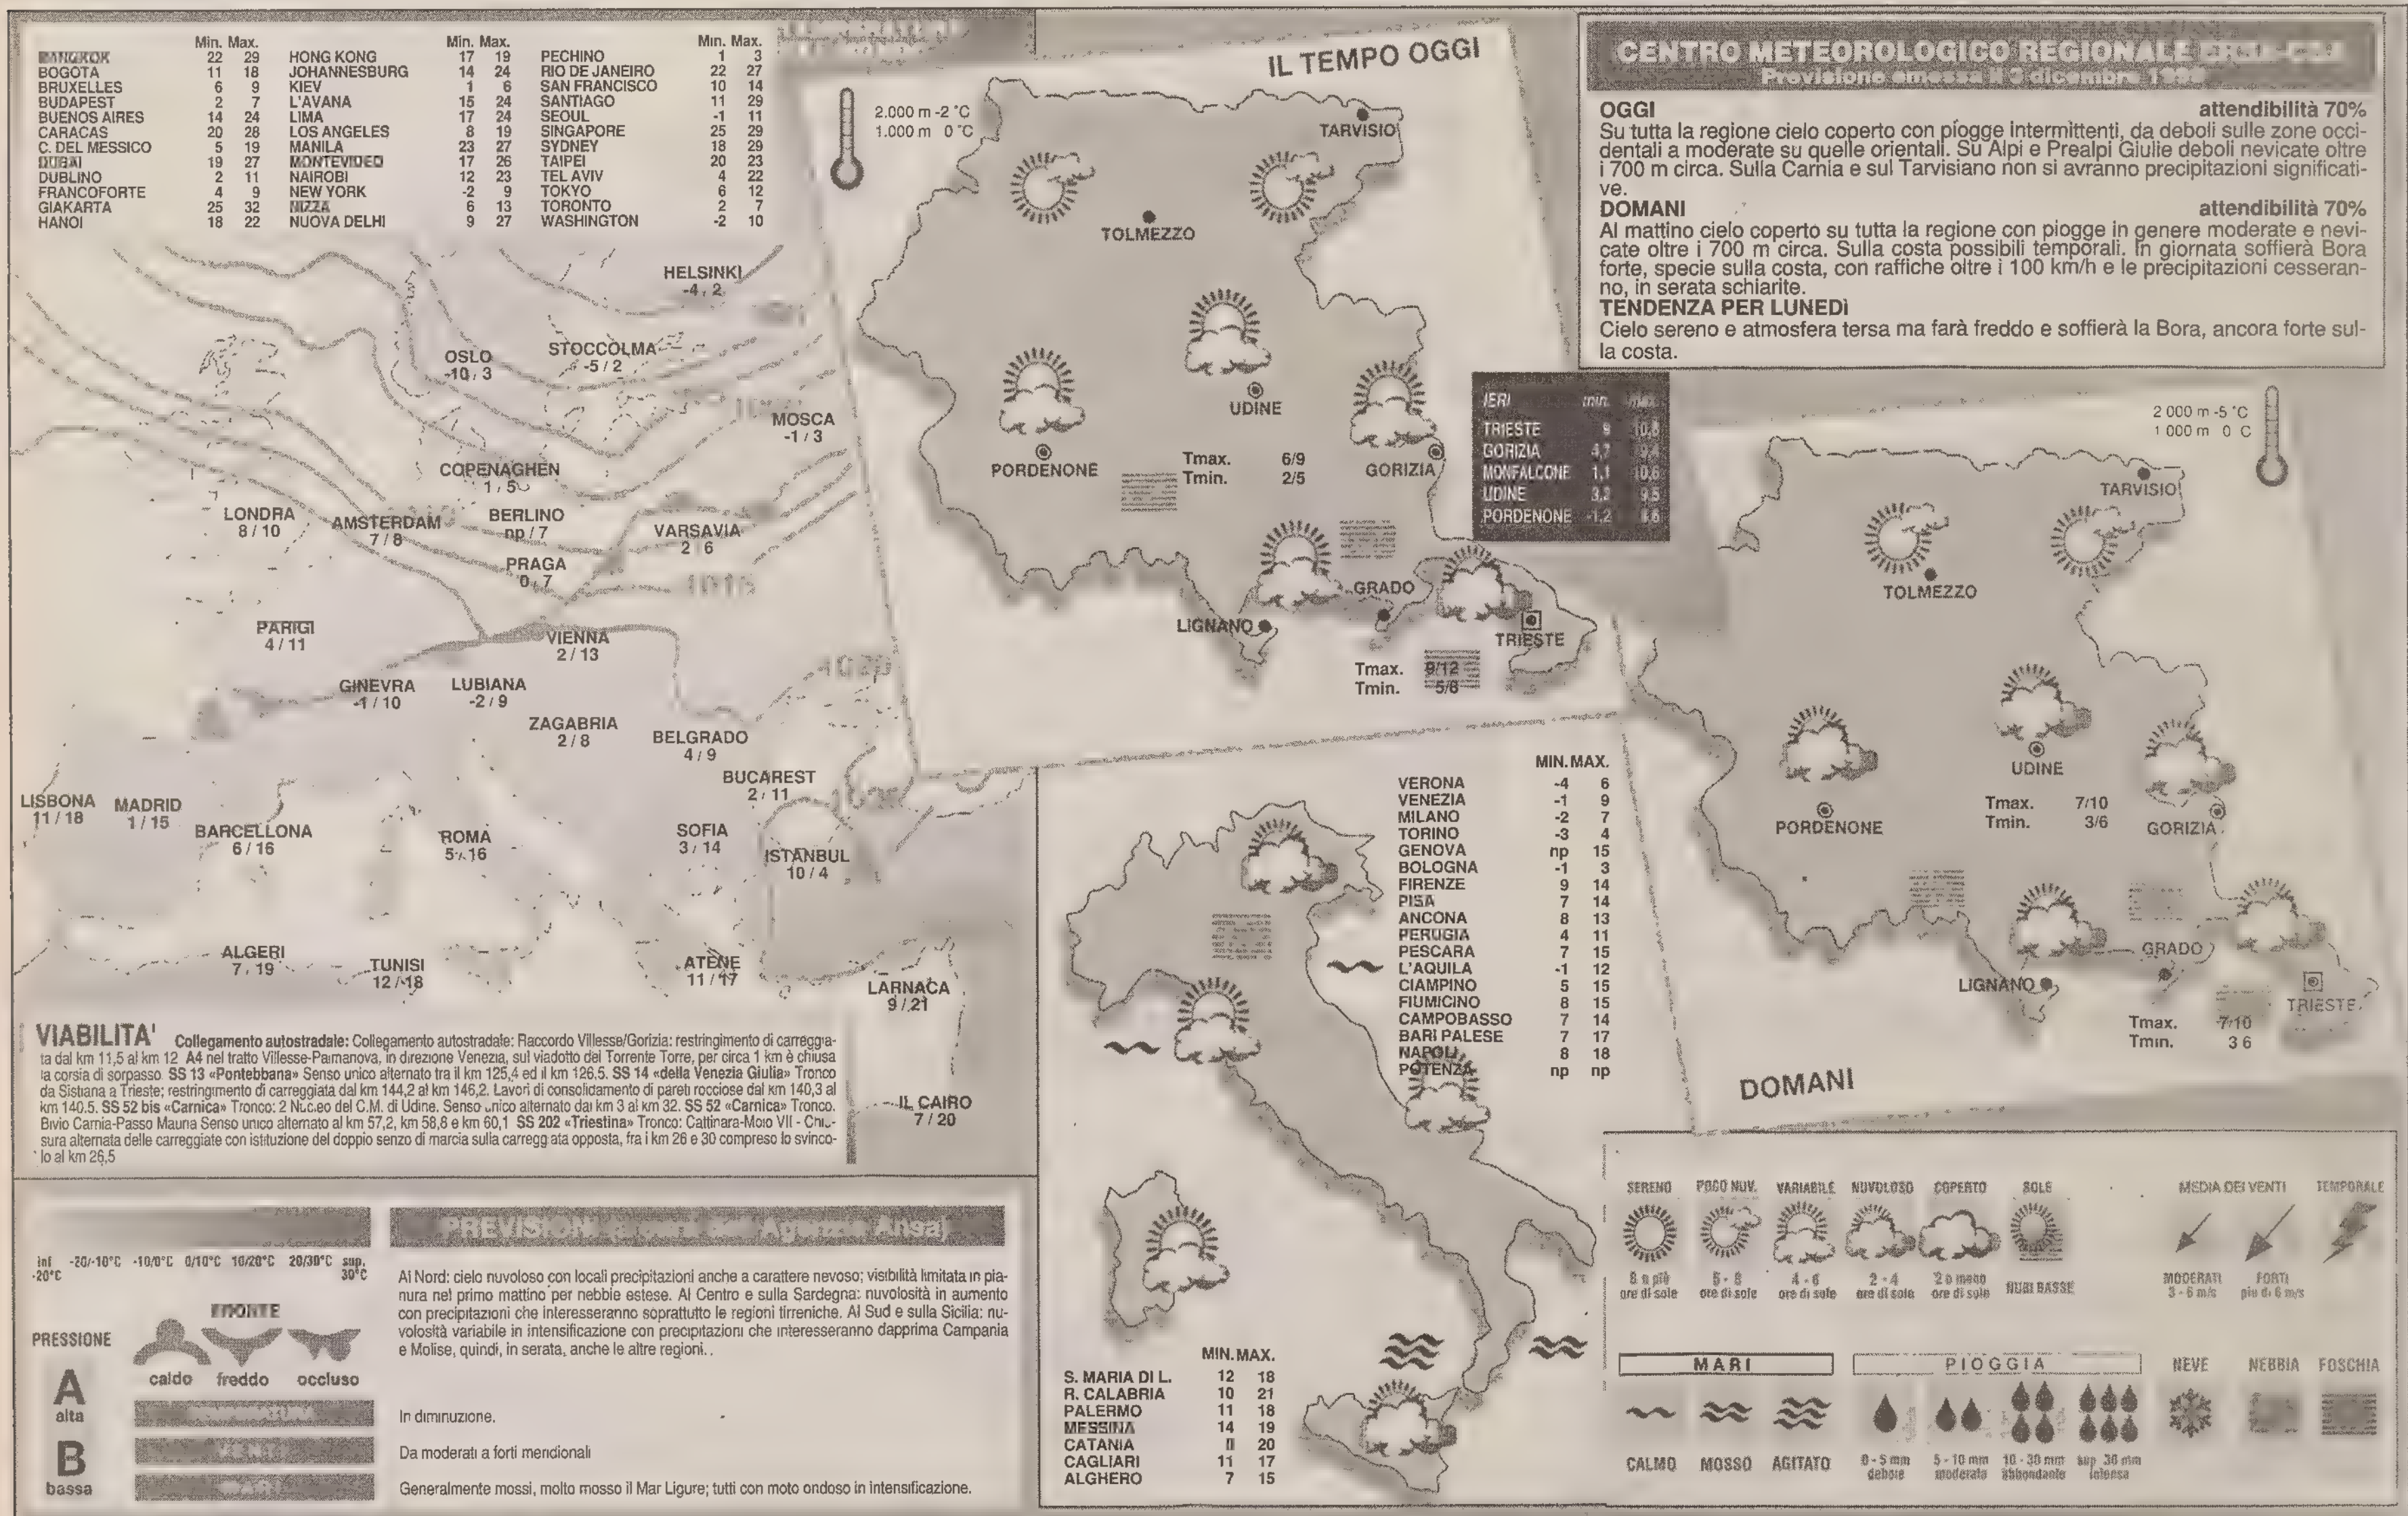 Min. Max. Min. Max. Min. Max.
BANGKOK 22 29 HONG KONG 17 19 PECHINO 1 3
BOGOTA 11 18 JOHANNESBURG 14 24 RIO DE JANEIRO 22 27
BRUXELLES 6 9 KIEV 1 6 SAN FRANCISCO 10 14
BUDAPEST 2 7 L'AVANA 15 24 SANTIAGO 11 29
BUENOS AIRES 14 24 LIMA 17 24 SEOUL -1 11
CARACAS 20 28 LOS ANGELES 8 19 SINGAPORE 25 29
C. DEL MESSICO 5 19 MANILA 23 27 SYDNEY 18 29
DUBAI 19 27 MONTEVIDEO 17 26 TAIPEI 20 23
DUBLINO 2 11 NAIROBI 12 23 TEL AVIV 4 22
FRANCOFORTE 4 9 NEW YORK -2 9 TOKYO 6 12
GIAKARTA 25 32 NIZZA 6 13 TORONTO 2 7
HANOI 18 22 NUOVA DELHI 9 27 WASHINGTON -2 10
HELSINKI
-4 / 2
OSLO
-10 / 3
STOCCOLMA
-5 / 2
MOSCA
-1 / 3
COPENAGHEN
1 / 5
LONDRA
8 / 10
AMSTERDAM
7 / 8
BERLINO
np / 7
VARSAVIA
2 6
PRAGA
0 / 7
1015
PARIGI
4 / 11
VIENNA
2 / 13
1020
GINEVRA
-1 / 10
LUBIANA
-2 / 9
ZAGABRIA
2 / 8
BELGRADO
4 / 9
BUCAREST
2 / 11
LISBONA
11 / 18
MADRID
1 / 15
BARCELLONA
6 / 16
ROMA
5 / 16
SOFIA
3 / 14
ISTANBUL
10 / 4
ALGERI
7 / 19
TUNISI
12 / 18
ATENE
11 / 17
LARNACA
9 / 21
IL CAIRO
7 / 20
VIABILITA' Collegamento autostradale: Collegamento autostradale: Raccordo Villesse/Gorizia: restringimento di carreggia-
ta dal km 11,5 al km 12 A4 nel tratto Villesse-Palmanova, in direzione Venezia, sul viadotto del Torrente Torre, per circa 1 km è chiusa
la corsia di sorpasso. SS 13 «Pontebbana» Senso unico alternato tra il km 125,4 ed il km 126,5. SS 14 «della Venezia Giulia» Tronco
da Sistiana a Trieste; restringimento di carreggiata dal km 144,2 al km 146,2. Lavori di consolidamento di pareti rocciose dal km 140,3 al
km 140.5. SS 52 bis «Carnica» Tronco: 2 Nucleo del C.M. di Udine. Senso unico alternato dal km 3 al km 32. SS 52 «Carnica» Tronco.
Bivio Carnia-Passo Mauria Senso unico alternato al km 57,2, km 58,8 e km 60,1 SS 202 «Triestina» Tronco: Cattinara-Molo VII - Chiu-
sura alternata delle carreggiate con istituzione del doppio senzo di marcia sulla carreggiata opposta, fra i km 26 e 30 compreso lo svinco-
lo al km 26,5
inf -20°C -20/-10°C -10/0°C 0/10°C 10/20°C 20/30°C sup. 30°C
FRONTE
PRESSIONE
caldo freddo occluso
A
alta
B
bassa
PREVISIONI Agenzia Ansa)
Al Nord: cielo nuvoloso con locali precipitazioni anche a carattere nevoso; visibilità limitata in pia-
nura nel primo mattino per nebbie estese. Al Centro e sulla Sardegna: nuvolosità in aumento
con precipitazioni che interesseranno soprattutto le regioni tirreniche. Al Sud e sulla Sicilia: nu-
volosità variabile in intensificazione con precipitazioni che interesseranno dapprima Campania
e Molise, quindi, in serata, anche le altre regioni..
In diminuzione.
VENTI
Da moderati a forti meridionali
MARI
Generalmente mossi, molto mosso il Mar Ligure; tutti con moto ondoso in intensificazione.
IL TEMPO OGGI
2.000 m -2 °C
1.000 m 0 °C
TARVISIO
TOLMEZZO
UDINE
PORDENONE
GORIZIA
Tmax. 6/9
Tmin. 2/5
GRADO
LIGNANO
TRIESTE
Tmax. 9/12
Tmin. 5/8
IERI min. max.
TRIESTE 9 10,8
GORIZIA 4,7
MONFALCONE 1,1 10,6
UDINE 3,2 9,5
PORDENONE -1,2
CENTRO METEOROLOGICO REGIONALE
Previsione emessa il 3 dicembre
OGGI attendibilità 70%
Su tutta la regione cielo coperto con piogge intermittenti, da deboli sulle zone occi-
dentali a moderate su quelle orientali. Su Alpi e Prealpi Giulie deboli nevicate oltre
i 700 m circa. Sulla Carnia e sul Tarvisiano non si avranno precipitazioni significati-
ve.
DOMANI attendibilità 70%
Al mattino cielo coperto su tutta la regione con piogge in genere moderate e nevi-
cate oltre i 700 m circa. Sulla costa possibili temporali. In giornata soffierà Bora
forte, specie sulla costa, con raffiche oltre i 100 km/h e le precipitazioni cesseran-
no, in serata schiarite.
TENDENZA PER LUNEDÌ
Cielo sereno e atmosfera tersa ma farà freddo e soffierà la Bora, ancora forte sul-
la costa.
2 000 m -5 °C
1 000 m 0 C
TARVISIO
TOLMEZZO
UDINE
PORDENONE
Tmax. 7/10
Tmin. 3/6
GORIZIA
GRADO
LIGNANO
TRIESTE
Tmax. 7/10
Tmin. 3 6
DOMANI
MIN. MAX.
VERONA -4 6
VENEZIA -1 9
MILANO -2 7
TORINO -3 4
GENOVA np 15
BOLOGNA -1 3
FIRENZE 9 14
PISA 7 14
ANCONA 8 13
PERUGIA 4 11
PESCARA 7 15
L'AQUILA -1 12
CIAMPINO 5 15
FIUMICINO 8 15
CAMPOBASSO 7 14
BARI PALESE 7 17
NAPOLI 8 18
POTENZA np np
MIN. MAX.
S. MARIA DI L. 12 18
R. CALABRIA 10 21
PALERMO 11 18
MESSINA 14 19
CATANIA 20
CAGLIARI 11 17
ALGHERO 7 15
SERENO POCO NUV. VARIABILE NUVOLOSO COPERTO SOLE MEDIA DEI VENTI TEMPORALE
8 o più ore di sole 6 - 8 ore di sole 4 - 6 ore di sole 2 - 4 ore di sole 2 o meno ore di sole NUBI BASSE MODERATI 3 - 6 m/s FORTI più di 6 m/s
MARI PIOGGIA NEVE NEBBIA FOSCHIA
CALMO MOSSO AGITATO 0 - 5 mm debole 5 - 10 mm moderata 10 - 30 mm abbondante sup 30 mm intensa